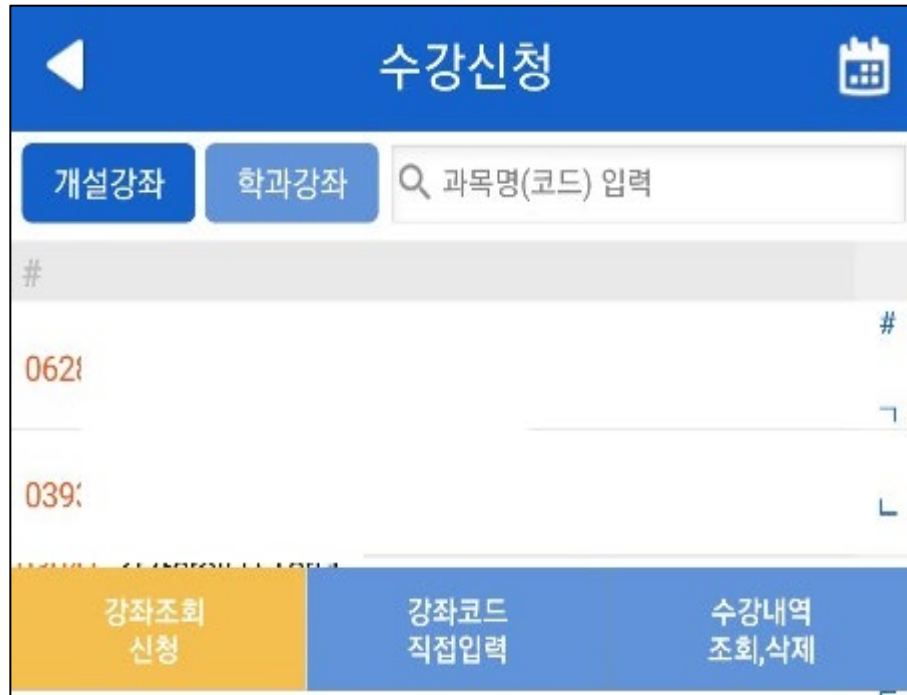 수강신청
개설강좌 학과강좌 과목명(코드) 입력
#
#
0628
ㄱ
0393
ㄴ
강좌조회 강좌코드 수강내역
신청 직접입력 조회,삭제